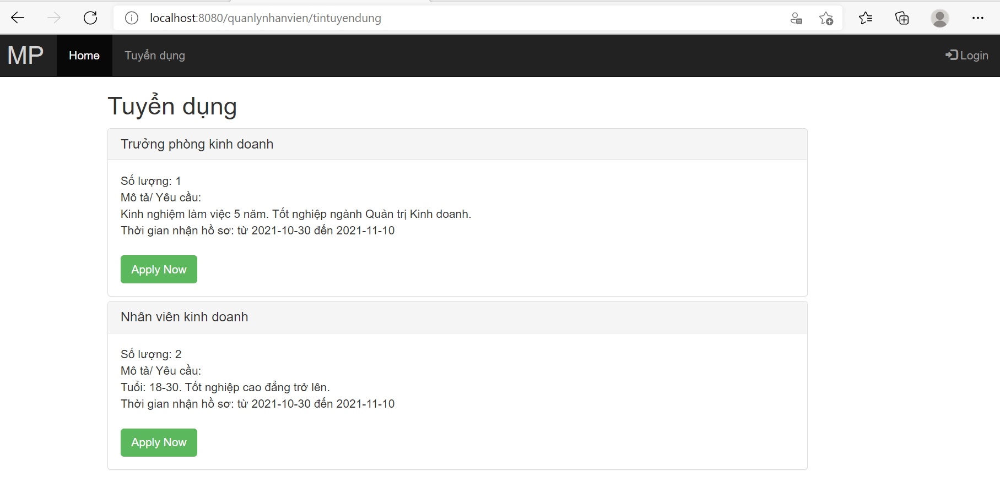 localhost:8080/quanlynhanvien/tintuyendung
MP Home Tuyển dụng Login
Tuyển dụng
Trưởng phòng kinh doanh
Số lượng: 1
Mô tả/ Yêu cầu:
Kinh nghiệm làm việc 5 năm. Tốt nghiệp ngành Quản trị Kinh doanh.
Thời gian nhận hồ sơ: từ 2021-10-30 đến 2021-11-10
Apply Now
Nhân viên kinh doanh
Số lượng: 2
Mô tả/ Yêu cầu:
Tuổi: 18-30. Tốt nghiệp cao đẳng trở lên.
Thời gian nhận hồ sơ: từ 2021-10-30 đến 2021-11-10
Apply Now